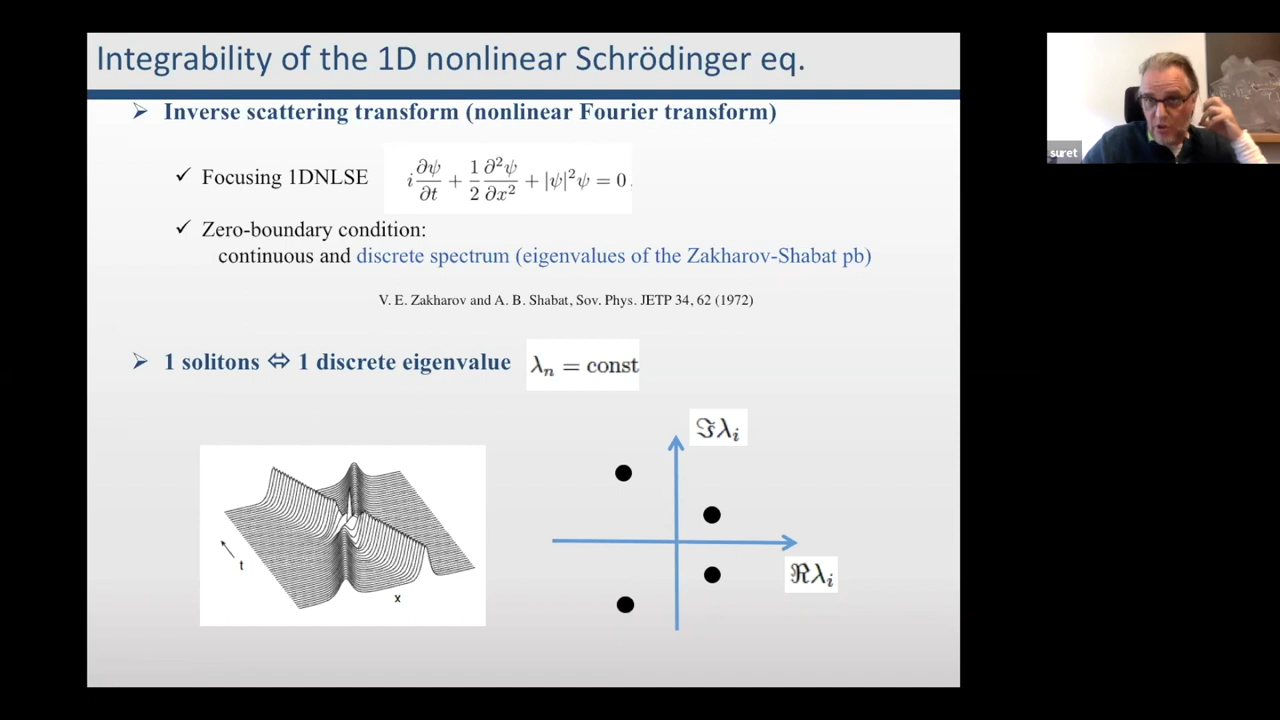 Integrability of the 1D nonlinear Schrödinger eq.
➢ Inverse scattering transform (nonlinear Fourier transform)
✓ Focusing 1DNLSE i ∂ψ/∂t + 1/2 ∂²ψ/∂x² + |ψ|²ψ = 0.
✓ Zero-boundary condition:
continuous and discrete spectrum (eigenvalues of the Zakharov-Shabat pb)
V. E. Zakharov and A. B. Shabat, Sov. Phys. JETP 34, 62 (1972)
➢ 1 solitons ⇔ 1 discrete eigenvalue λₙ = const
ℑλᵢ
t
x
ℜλᵢ
suret